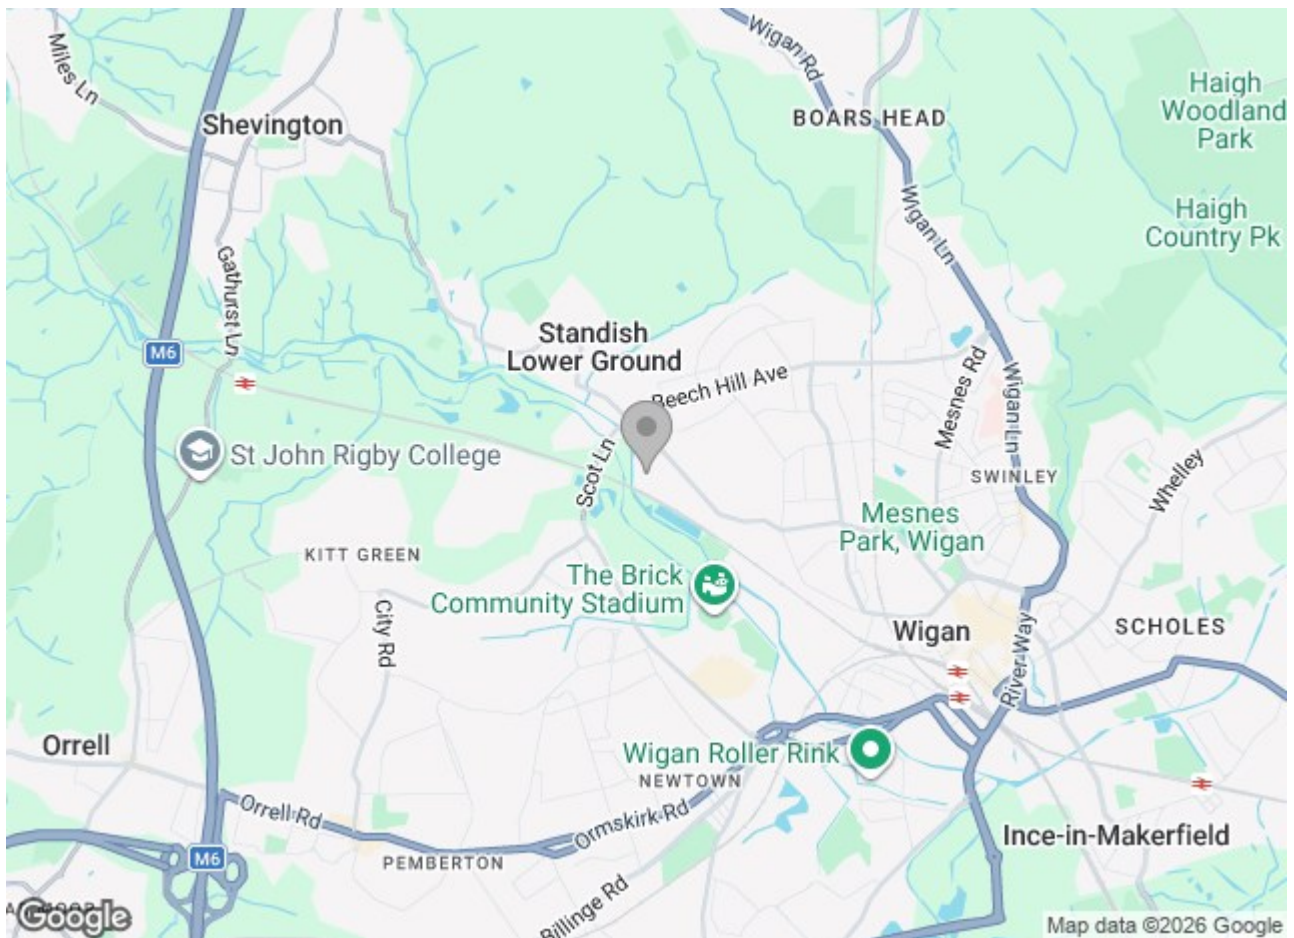 Wigan Rd
Miles Ln
Haigh
Woodland
Park
BOARS HEAD
Shevington
Wigan Ln
Haigh
Country Pk
Gathurst Ln
Standish
Lower Ground
M6
Mesnes Rd
Wigan Ln
Beech Hill Ave
St John Rigby College
Scot Ln
SWINLEY
Whelley
Mesnes
Park, Wigan
KITT GREEN
The Brick
Community Stadium
City Rd
Wigan
SCHOLES
River Way
Orrell
Wigan Roller Rink
NEWTOWN
Orrell Rd
Ormskirk Rd
Ince-in-Makerfield
M6
PEMBERTON
Billinge Rd
Google
Map data ©2026 Google